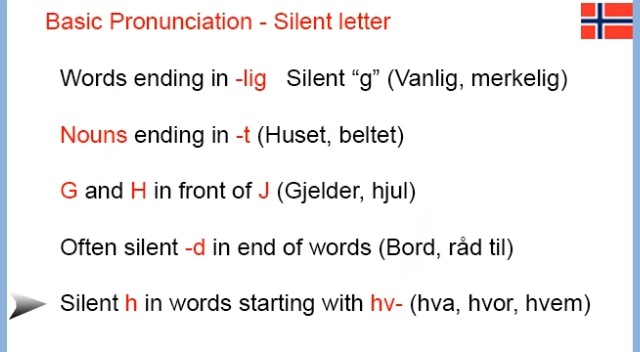 Basic Pronunciation - Silent letter
Words ending in -lig Silent “g” (Vanlig, merkelig)
Nouns ending in -t (Huset, beltet)
G and H in front of J (Gjelder, hjul)
Often silent -d in end of words (Bord, råd til)
Silent h in words starting with hv- (hva, hvor, hvem)